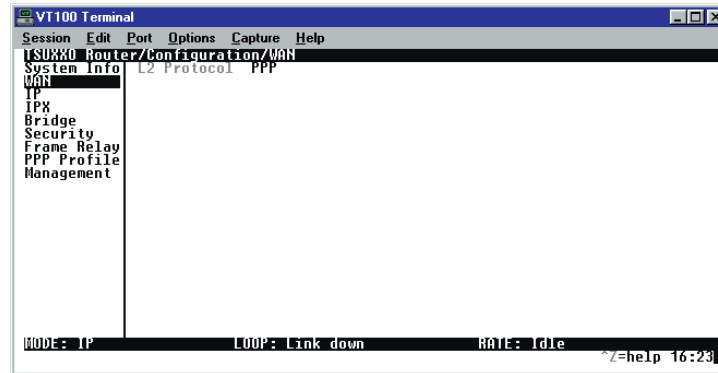 VT100 Terminal
Session Edit Port Options Capture Help
TSUXXO Router/Configuration/WAN
System Info L2 Protocol PPP
WAN
IP
IPX
Bridge
Security
Frame Relay
PPP Profile
Management
MODE: IP LOOP: Link down RATE: Idle
^Z=help 16:23